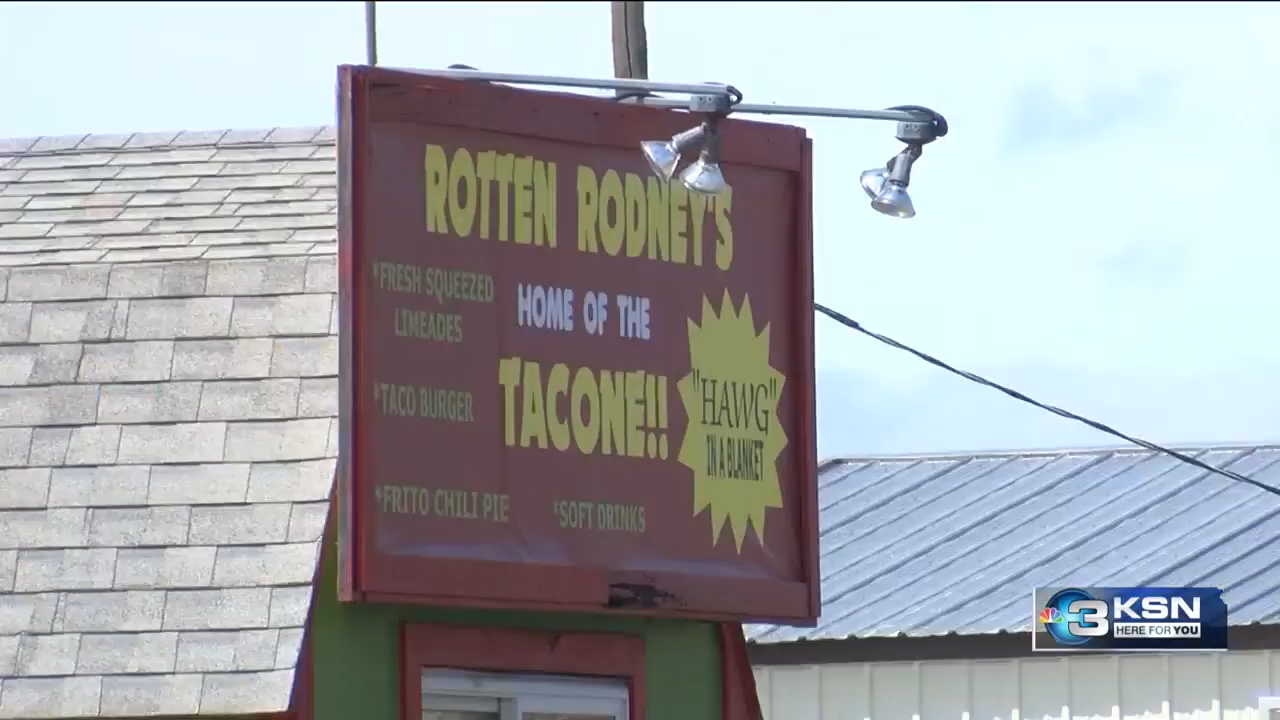 ROTTEN RODNEY'S
*FRESH SQUEEZED
LIMEADES
HOME OF THE
*TACO BURGER
TACONE!!
"HAWG"
IN A BLANKET
*FRITO CHILI PIE
*SOFT DRINKS
3 KSN
HERE FOR YOU